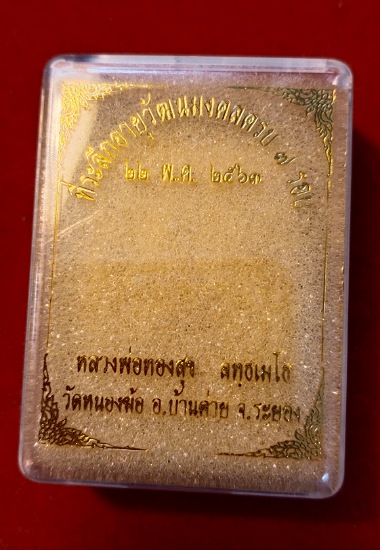 ที่ระลึกอายุวัฒนมงคลครบ ๗ รอบ
๒๒ พ.ค. ๒๕๖๓
หลวงพ่อทองสุข สุทฺธเมโธ
วัดหนองฆ้อ อ.บ้านค่าย จ.ระยอง